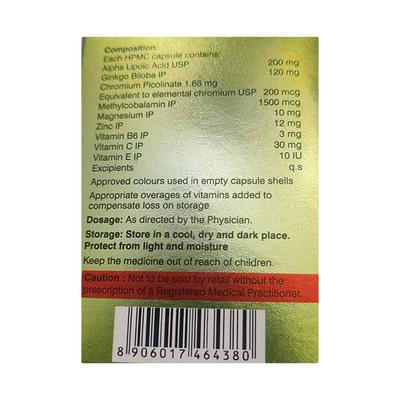 Composition:
Each HPMC capsule contains:
Alpha Lipoic Acid USP 200 mg
Ginkgo Biloba IP 120 mg
Chromium Picolinate 1.65 mg
Equivalent to elemental chromium USP 200 mcg
Methylcobalamin IP 1500 mcg
Magnesium IP 10 mg
Zinc IP 12 mg
Vitamin B6 IP 3 mg
Vitamin C IP 30 mg
Vitamin E IP 10 IU
Excipients q.s
Approved colours used in empty capsule shells
Appropriate overages of vitamins added to
compensate loss on storage
Dosage: As directed by the Physician.
Storage: Store in a cool, dry and dark place.
Protect from light and moisture
Keep the medicine out of reach of children.
Caution : Not to be sold by retail without the
prescription of a Registered Medical Practitioner.
8 906017 464380